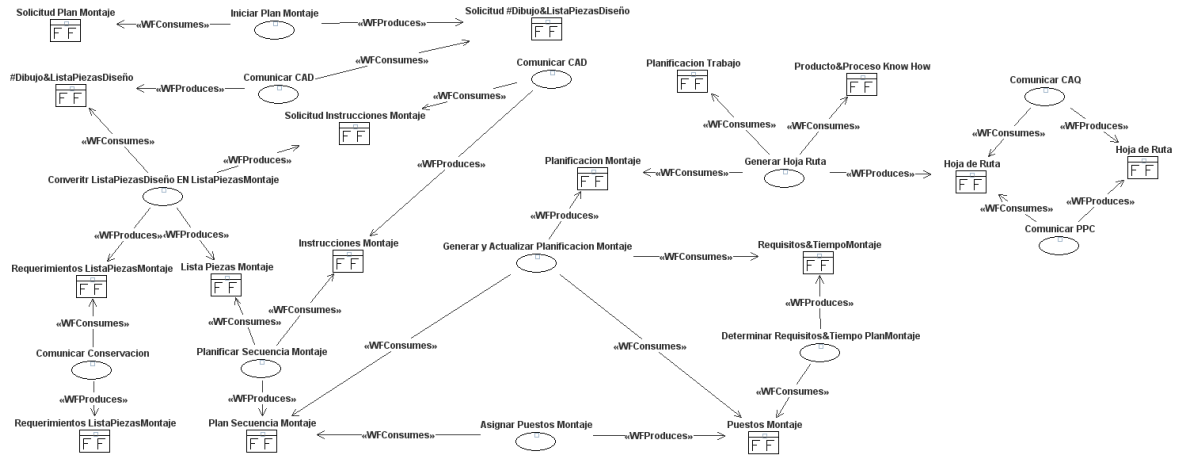 Solicitud Plan Montaje
«WFConsumes»
Iniciar Plan Montaje
«WFProduces»
Solicitud #Dibujo&ListaPiezasDiseño
F F
F F
«WFConsumes»
#Dibujo&ListaPiezasDiseño
«WFProduces»
Comunicar CAD
Comunicar CAD
Planificacion Trabajo
Producto&Proceso Know How
Comunicar CAQ
F F
«WFConsumes»
F F
F F
Solicitud Instrucciones Montaje
F F
«WFConsumes»
«WFConsumes»
«WFConsumes»
«WFProduces»
«WFConsumes»
«WFProduces»
«WFProduces»
Planificacion Montaje
«WFConsumes»
Generar Hoja Ruta
«WFProduces»
Hoja de Ruta
Hoja de Ruta
F F
F F
F F
Converitr ListaPiezasDiseño EN ListaPiezasMontaje
«WFConsumes»
«WFProduces»
«WFProduces»
«WFProduces»
«WFProduces»
Comunicar PPC
Instrucciones Montaje
Generar y Actualizar Planificacion Montaje
«WFConsumes»
Requisitos&TiempoMontaje
F F
F F
Requerimientos ListaPiezasMontaje
Lista Piezas Montaje
F F
F F
«WFProduces»
«WFConsumes»
«WFConsumes»
«WFConsumes»
Determinar Requisitos&Tiempo PlanMontaje
«WFConsumes»
«WFConsumes»
Comunicar Conservacion
Planificar Secuencia Montaje
«WFProduces»
«WFProduces»
«WFConsumes»
Requerimientos ListaPiezasMontaje
Plan Secuencia Montaje
«WFConsumes»
Asignar Puestos Montaje
«WFProduces»
Puestos Montaje
F F
F F
F F